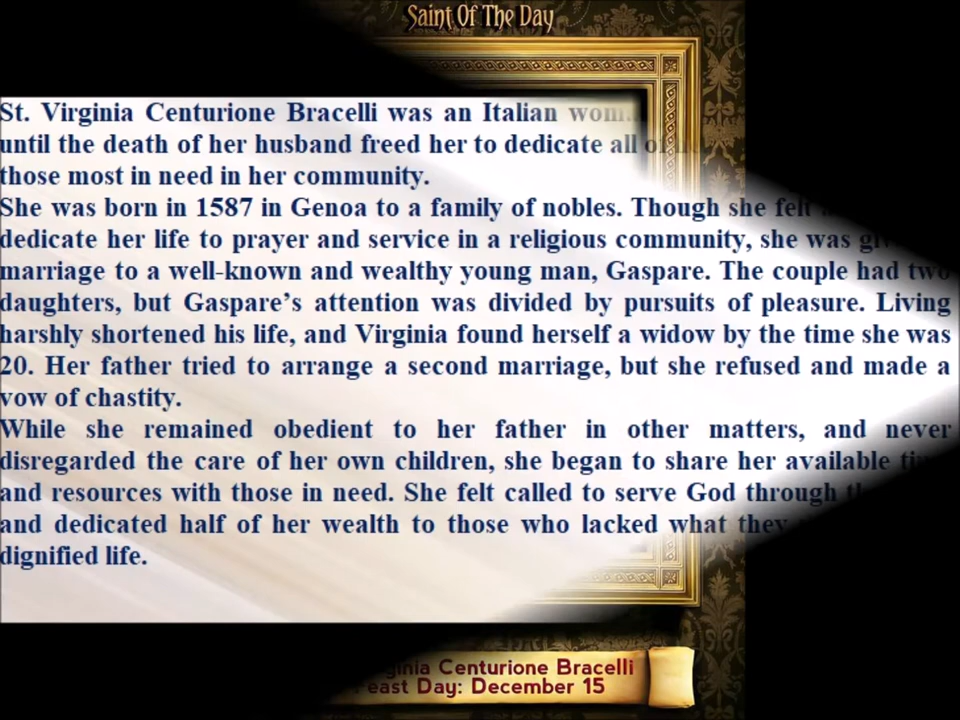 Saint Of The Day
St. Virginia Centurione Bracelli was an Italian
until the death of her husband freed her to dedicate all of
those most in need in her community.
She was born in 1587 in Genoa to a family of nobles. Though she felt
dedicate her life to prayer and service in a religious community, she was
marriage to a well-known and wealthy young man, Gaspare. The couple had two
daughters, but Gaspare's attention was divided by pursuits of pleasure. Living
harshly shortened his life, and Virginia found herself a widow by the time she was
20. Her father tried to arrange a second marriage, but she refused and made a
vow of chastity.
While she remained obedient to her father in other matters, and never
disregarded the care of her own children, she began to share her available
and resources with those in need. She felt called to serve God through
and dedicated half of her wealth to those who lacked what they
dignified life.
Centurione Bracelli
Feast Day: December 15